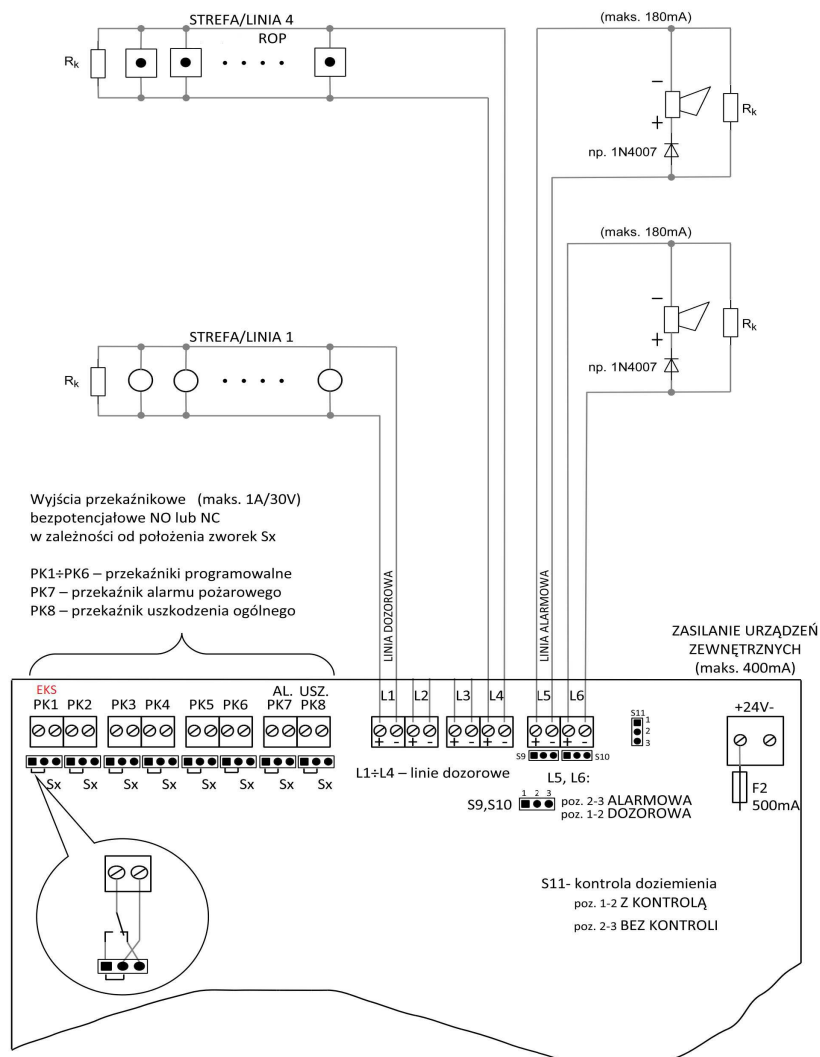 STREFA/LINIA 4
ROP
Rk
(maks. 180mA)
−
+
np. 1N4007
Rk
(maks. 180mA)
−
+
np. 1N4007
Rk
STREFA/LINIA 1
Rk
Wyjścia przekaźnikowe (maks. 1A/30V)
bezpotencjałowe NO lub NC
w zależności od położenia zworek Sx
PK1÷PK6 – przekaźniki programowalne
PK7 – przekaźnik alarmu pożarowego
PK8 – przekaźnik uszkodzenia ogólnego
LINIA DOZOROWA
LINIA ALARMOWA
ZASILANIE URZĄDZEŃ
ZEWNĘTRZNYCH
(maks. 400mA)
EKS
AL. USZ.
PK1 PK2 PK3 PK4 PK5 PK6 PK7 PK8
L1 L2 L3 L4 L5 L6
+ - + - + - + - + - + -
S11
1
2
3
+24V-
Sx Sx Sx Sx Sx Sx Sx Sx
S9 S10
L1÷L4 – linie dozorowe
L5, L6:
F2
500mA
1 2 3
S9,S10
poz. 2-3 ALARMOWA
poz. 1-2 DOZOROWA
S11- kontrola doziemienia
poz. 1-2 Z KONTROLĄ
poz. 2-3 BEZ KONTROLI